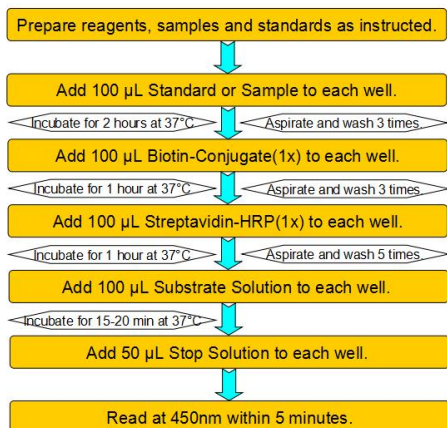 Prepare reagents, samples and standards as instructed.
Add 100 µL Standard or Sample to each well.
Incubate for 2 hours at 37°C
Aspirate and wash 3 times.
Add 100 µL Biotin-Conjugate(1x) to each well.
Incubate for 1 hour at 37°C
Aspirate and wash 3 times.
Add 100 µL Streptavidin-HRP(1x) to each well.
Incubate for 1 hour at 37°C
Aspirate and wash 5 times.
Add 100 µL Substrate Solution to each well.
Incubate for 15-20 min at 37°C
Add 50 µL Stop Solution to each well.
Read at 450nm within 5 minutes.